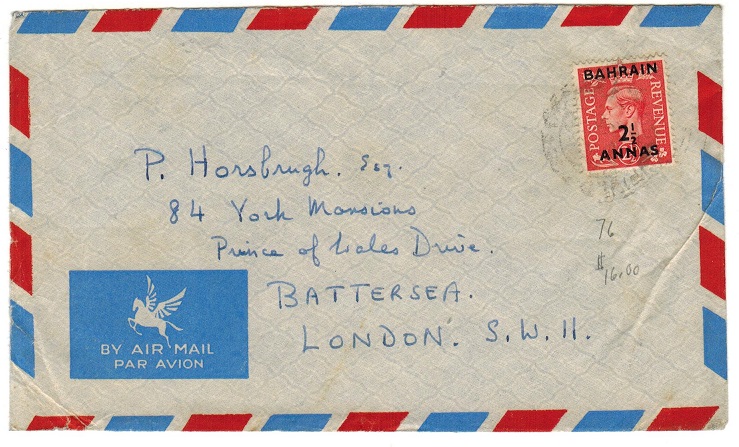 BAHRAIN
POSTAGE REVENUE
2½
ANNAS
P. Horsbrugh. Esq.
84 York Mansions
Prince of Wales Drive.
BATTERSEA.
LONDON. S.W.11.
76
$16.00
BY AIR MAIL
PAR AVION